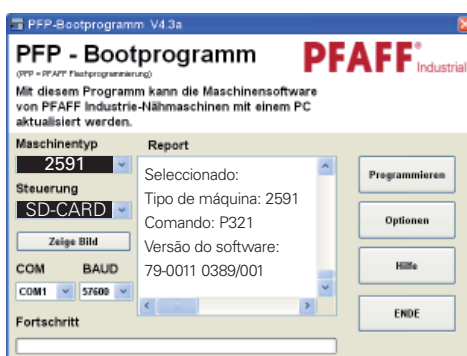 PFP-Bootprogramm V4.3a
PFP - Bootprogramm
(PFP = PFAFF Flashprogrammierung)
PFAFF® Industrial
Mit diesem Programm kann die Maschinensoftware
von PFAFF Industrie-Nähmaschinen mit einem PC
aktualisiert werden.
Maschinentyp
2591
Steuerung
SD-CARD
Zeige Bild
COM BAUD
COM1 57600
Report
Seleccionado:
Tipo de máquina: 2591
Comando: P321
Versão do software:
79-0011 0389/001
Programmieren
Optionen
Hilfe
ENDE
Fortschritt